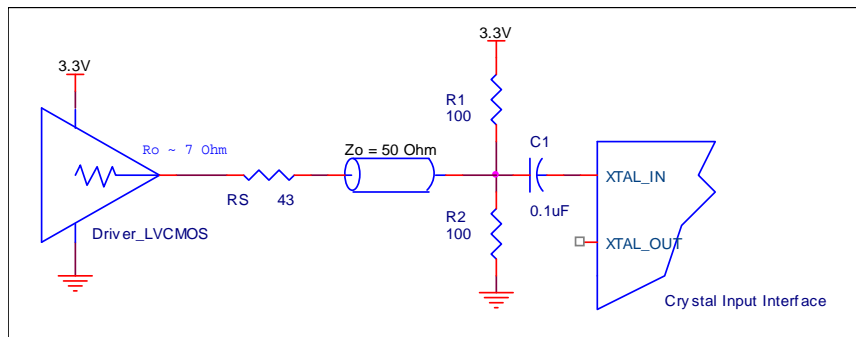 3.3V
3.3V
R1
100
Ro ~ 7 Ohm
Zo = 50 Ohm
C1
RS 43
0.1uF
XTAL_IN
R2
100
XTAL_OUT
Driver_LVCMOS
Crystal Input Interface